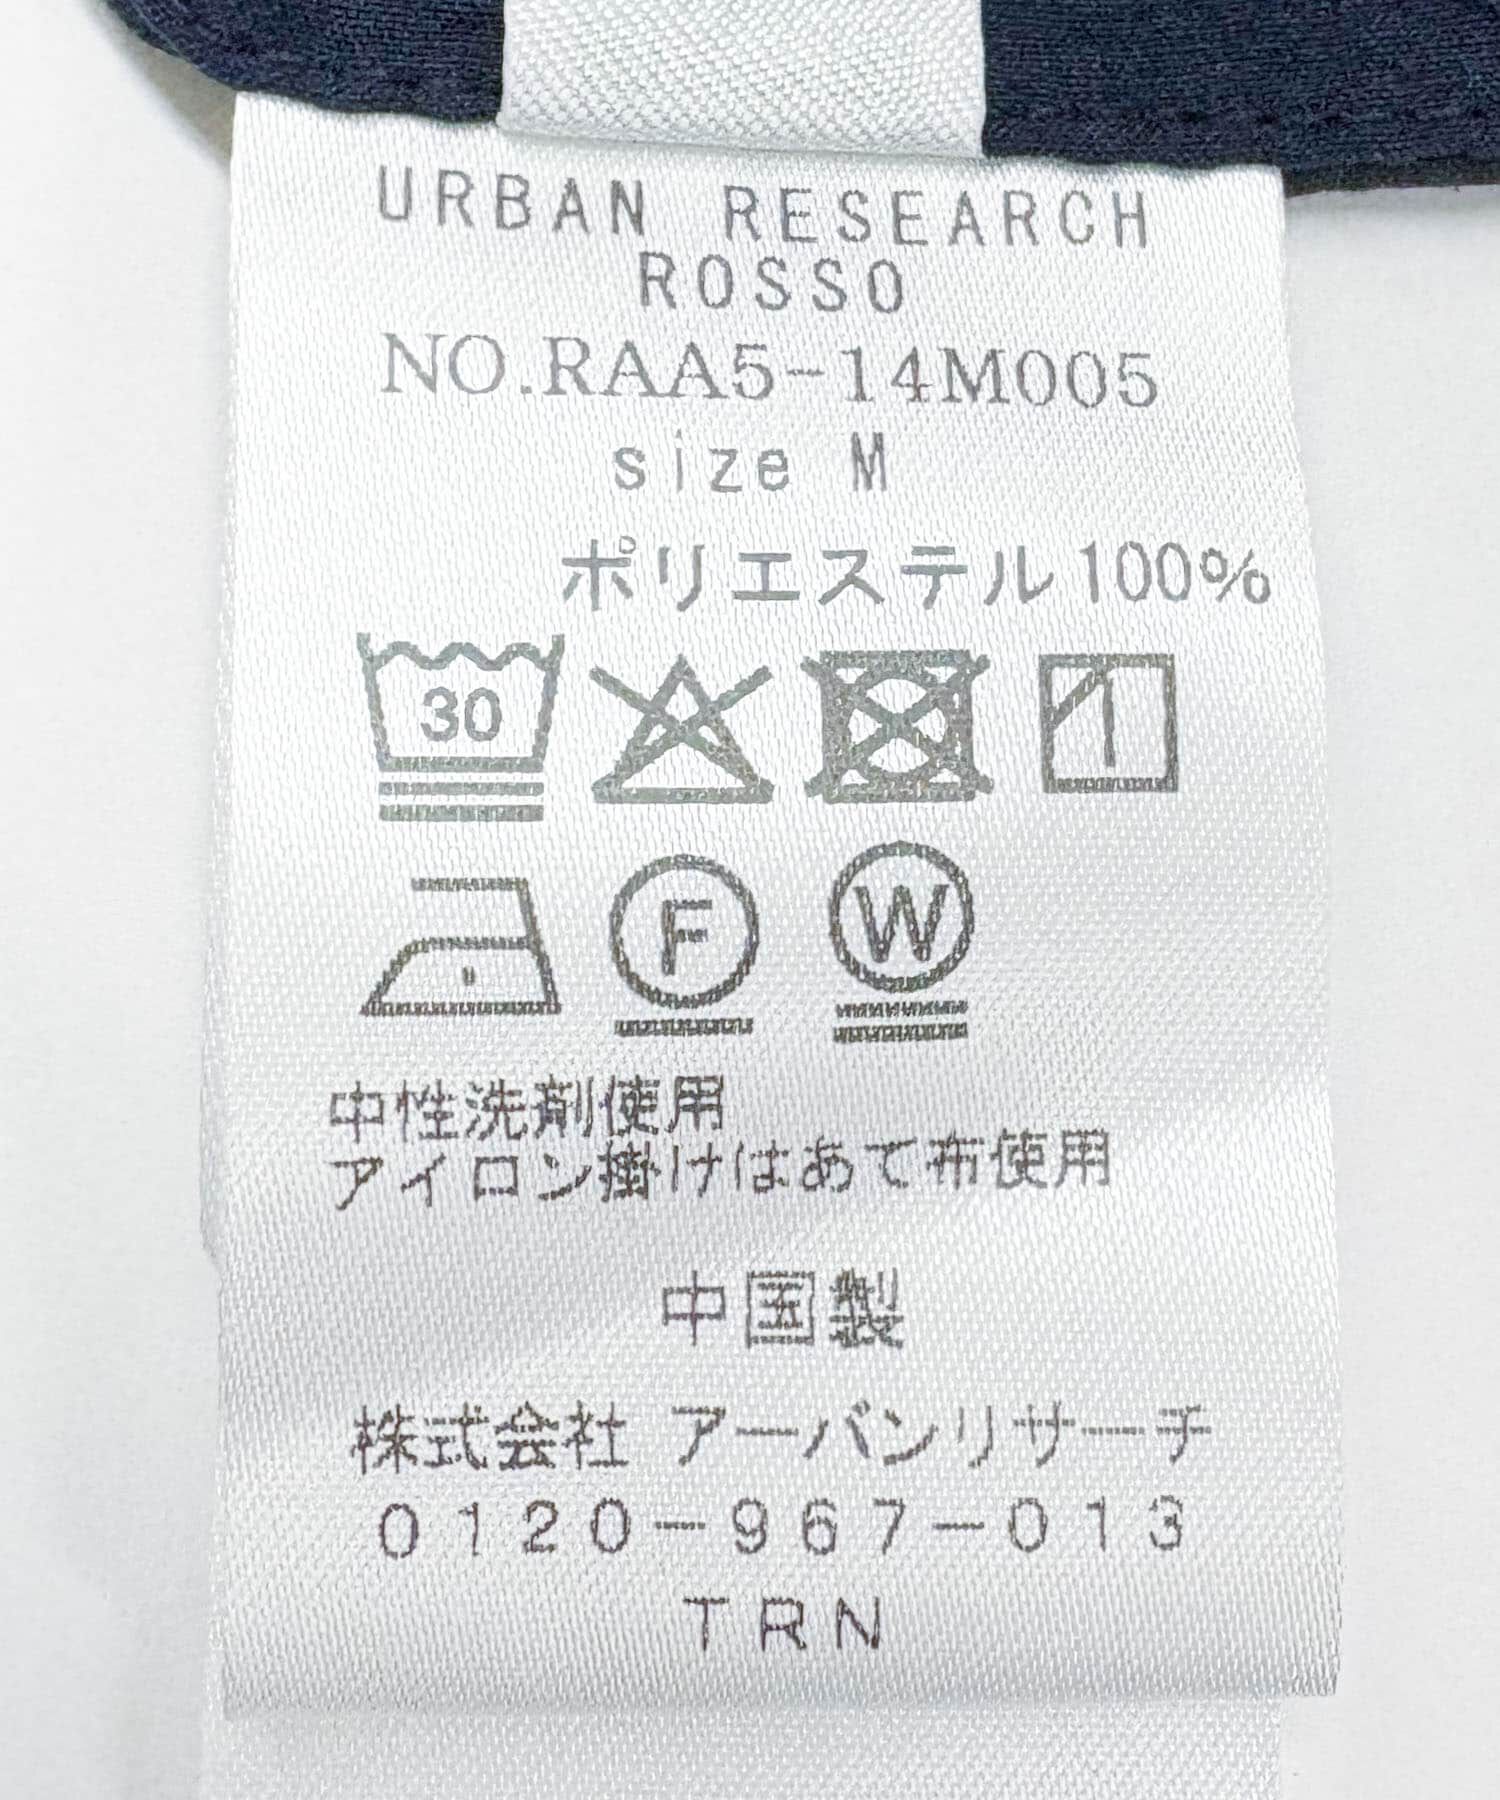 URBAN RESEARCH
ROSSO
NO.RAA5-14M005
size M
ポリエステル100%
30
F W
中性洗剤使用
アイロン掛けはあて布使用
中国製
株式会社 アーバンリサーチ
0120-967-013
TRN